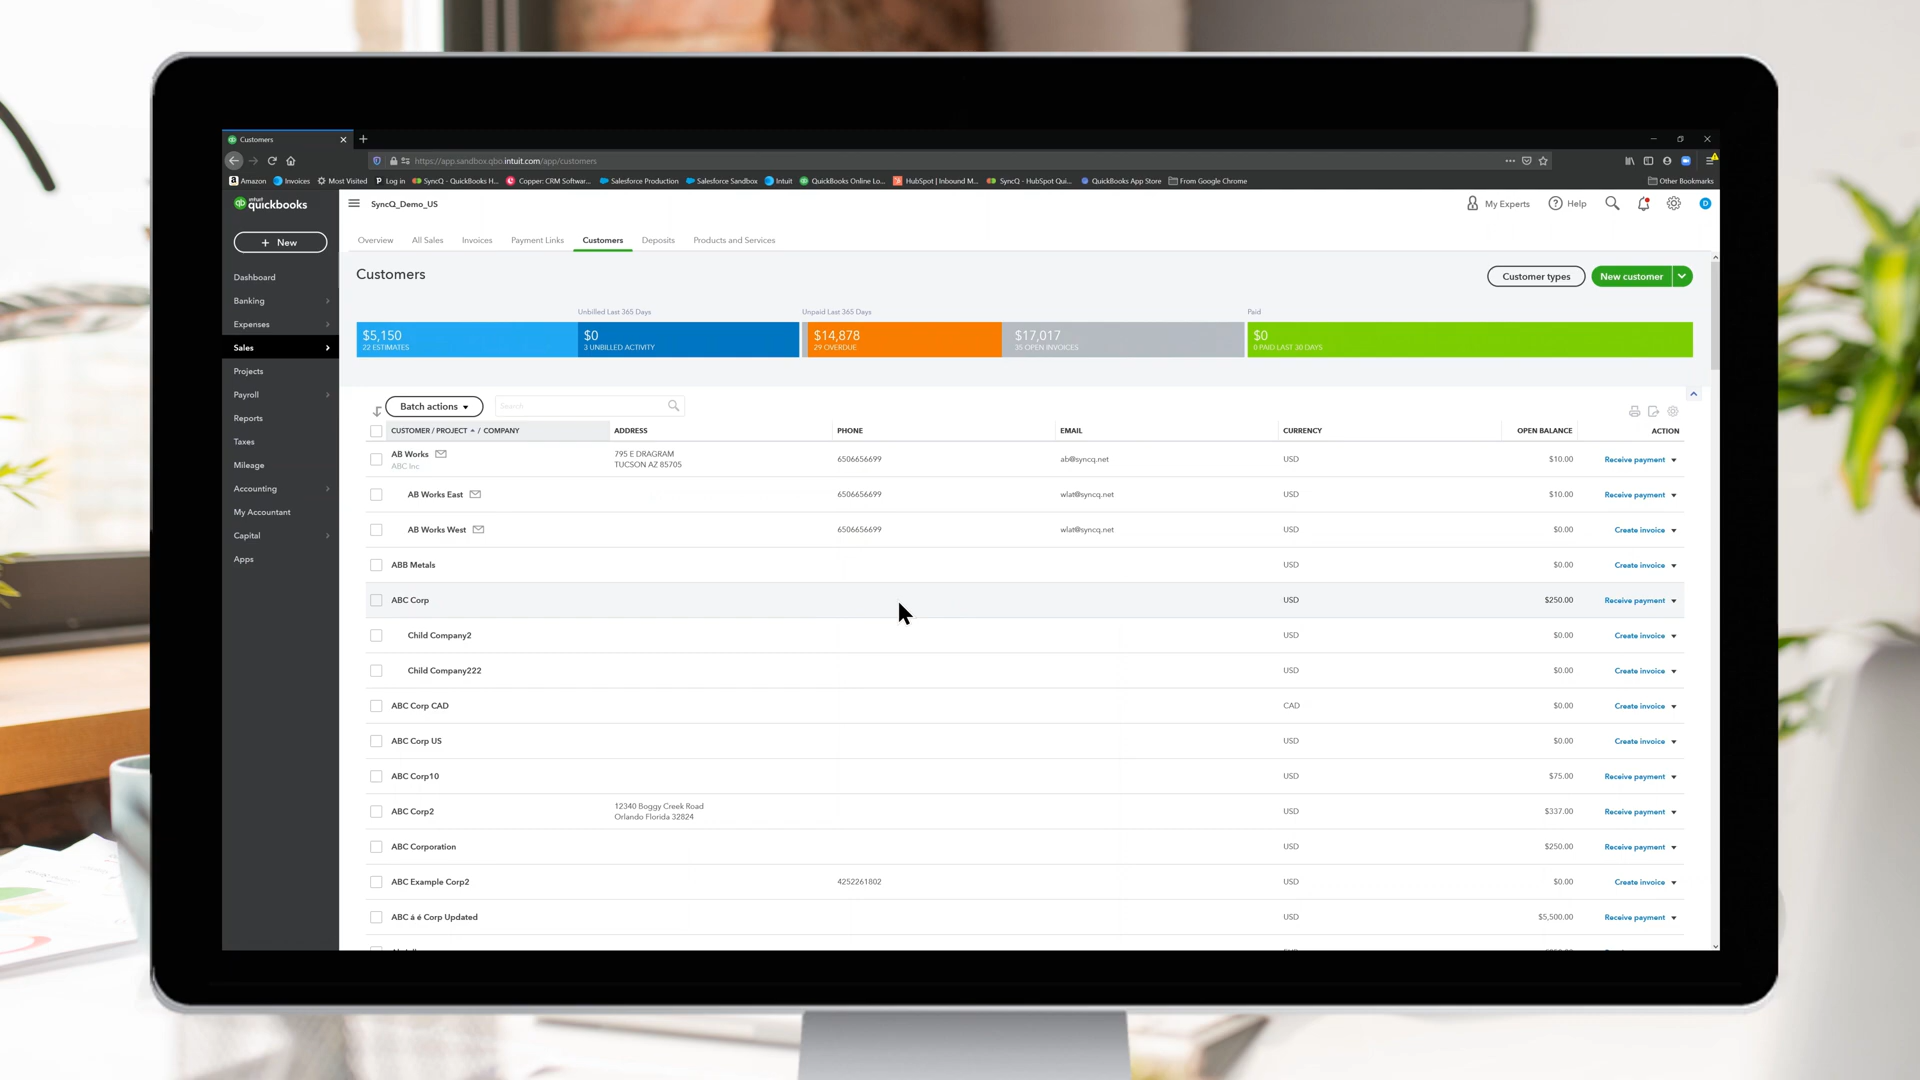 Customers
https://app.sandbox.qbo.intuit.com/app/customers
Amazon Invoices Most Visited Log in SyncQ - QuickBooks H... Copper: CRM Softwar... Salesforce Production Salesforce Sandbox Intuit QuickBooks Online Lo... HubSpot | Inbound M... SyncQ - HubSpot Qui... QuickBooks App Store From Google Chrome Other Bookmarks
intuit quickbooks
SyncQ_Demo_US
My Experts Help D
+ New
Dashboard
Banking
Expenses
Sales
Projects
Payroll
Reports
Taxes
Mileage
Accounting
My Accountant
Capital
Apps
Overview All Sales Invoices Payment Links Customers Deposits Products and Services
Customers
Customer types New customer
Unbilled Last 365 Days Unpaid Last 365 Days Paid
$5,150 $0 $14,878 $17,017 $0
22 ESTIMATES 3 UNBILLED ACTIVITY 29 OVERDUE 35 OPEN INVOICES 0 PAID LAST 30 DAYS
Batch actions Search
CUSTOMER / PROJECT / COMPANY ADDRESS PHONE EMAIL CURRENCY OPEN BALANCE ACTION
AB Works 795 E DRAGRAM 6506656699 ab@syncq.net USD $10.00 Receive payment
ABC Inc TUCSON AZ 85705
AB Works East 6506656699 wlat@syncq.net USD $10.00 Receive payment
AB Works West 6506656699 wlat@syncq.net USD $0.00 Create invoice
ABB Metals USD $0.00 Create invoice
ABC Corp USD $250.00 Receive payment
Child Company2 USD $0.00 Create invoice
Child Company222 USD $0.00 Create invoice
ABC Corp CAD CAD $0.00 Create invoice
ABC Corp US USD $0.00 Create invoice
ABC Corp10 USD $75.00 Receive payment
ABC Corp2 12340 Boggy Creek Road USD $337.00 Receive payment
Orlando Florida 32824
ABC Corporation USD $250.00 Receive payment
ABC Example Corp2 4252261802 USD $0.00 Create invoice
ABC á é Corp Updated USD $5,500.00 Receive payment